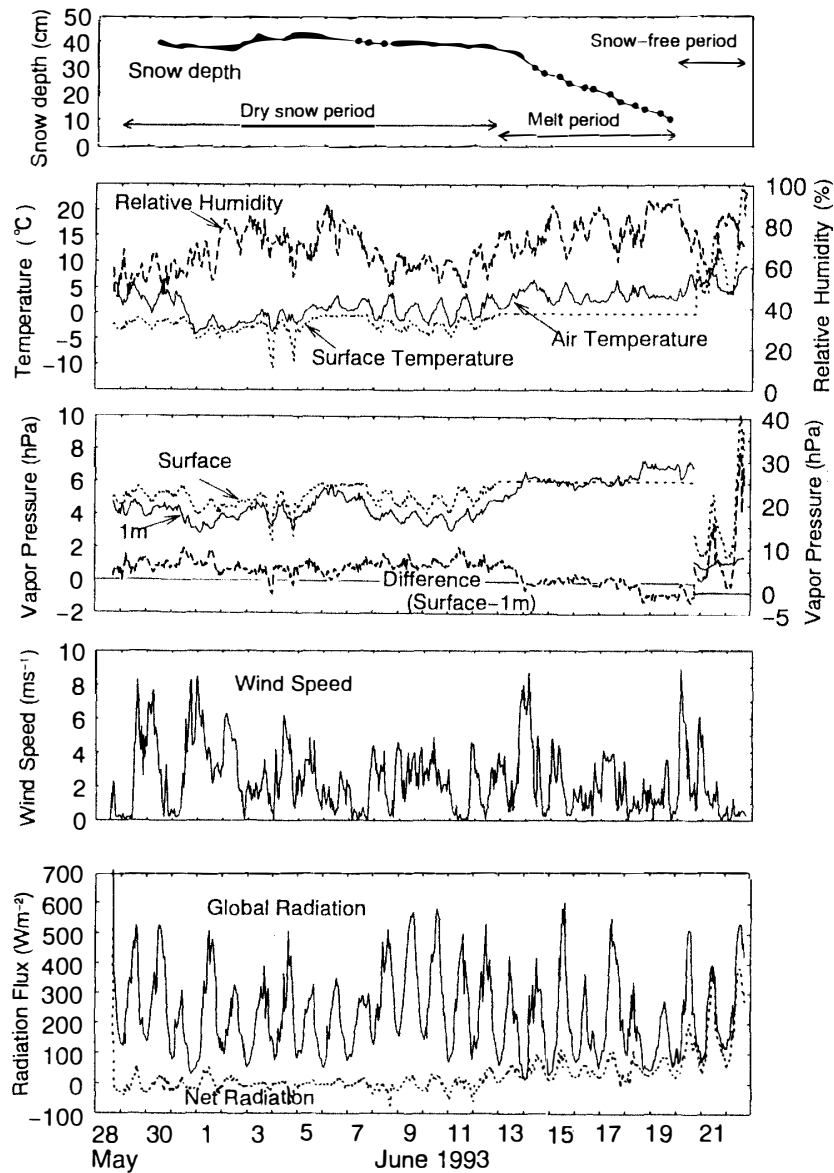 50
40
30
20
10
0
Snow depth (cm)
Snow depth
Snow-free period
Dry snow period
Melt period
20
15
10
5
0
-5
-10
Temperature (℃)
Relative Humidity
Surface Temperature
Air Temperature
100
80
60
40
20
0
Relative Humidity (%)
10
8
6
4
2
0
-2
Vapor Pressure (hPa)
Surface
1m
Difference
(Surface-1m)
40
30
20
10
0
-5
Vapor Pressure (hPa)
10
8
6
4
2
0
Wind Speed (ms⁻¹)
Wind Speed
700
600
500
400
300
200
100
0
-100
Radiation Flux (W/m⁻²)
Global Radiation
Net Radiation
28 30 1 3 5 7 9 11 13 15 17 19 21
May June 1993